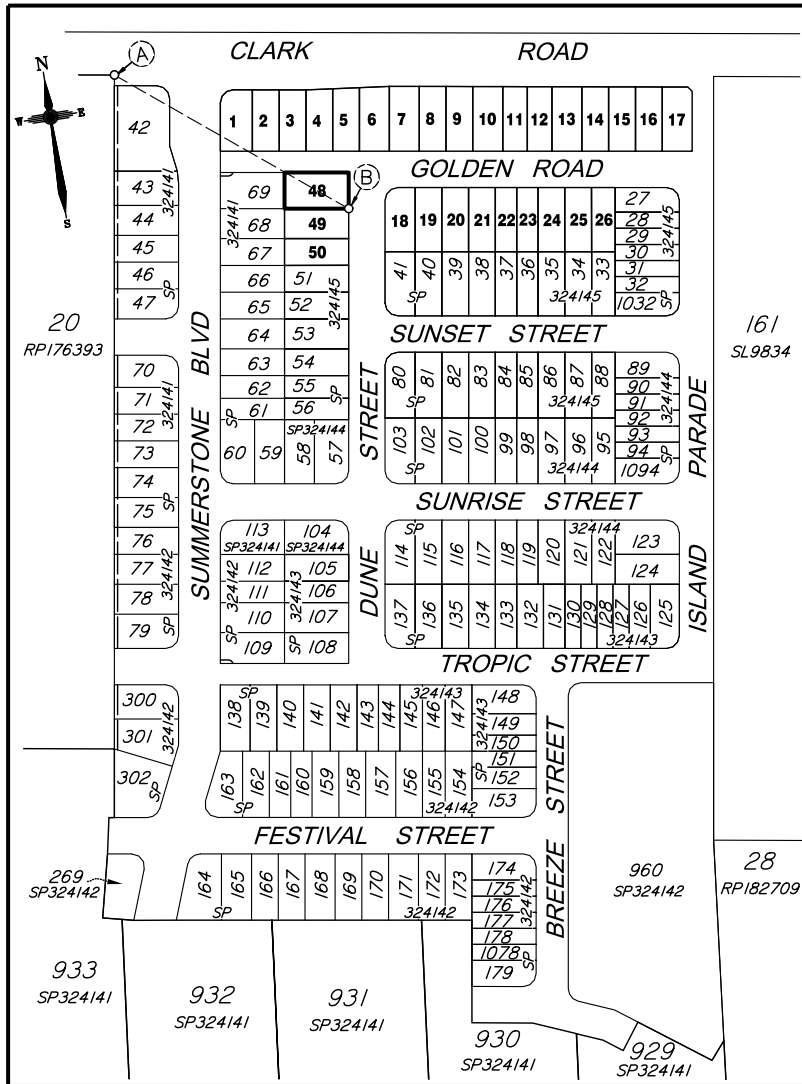 CLARK ROAD
A
N
W E
S
42
43
44
45
46
47
SP 324141
1 2 3 4 5 6 7 8 9 10 11 12 13 14 15 16 17
GOLDEN ROAD
B
69 48
68 49
67 50
324141
66 51
65 52
64 53
63 54
62 55
61 56
SP
SP 324145
SP324144
60 59 58 57
18 19 20 21 22 23 24 25 26
41 40 39 38 37 36 35 34 33
SP 324145
27
28
29
30
31
32
1032
SP 324145
20
RP176393
161
SL9834
SUMMERSTONE BLVD
DUNE STREET
ISLAND PARADE
SUNSET STREET
70
71
72
73
74
75
SP 324141
76
77
78
79
SP 324142
80 81 82 83 84 85 86 87 88
SP 324145
103 102 101 100 99 98 97 96 95
SP 324144
89
90
91
92
93
94
1094
SP 324144
SUNRISE STREET
113
SP324141
104
SP324144
112 105
111 106
110 107
109 108
SP 324142
SP 324143
SP 324144
114 115 116 117 118 119 120 121 122
123
124
137 136 135 134 133 132 131 130 129 128 127 126 125
SP 324143
TROPIC STREET
300
301
302
SP 324142
SP 324143
138 139 140 141 142 143 144 145 146 147
163 162 161 160 159 158 157 156 155 154
SP 324142
148
149
150
151
152
153
SP 324143
BREEZE STREET
FESTIVAL STREET
269
SP324142
164 165 166 167 168 169 170 171 172 173
SP 324142
174
175
176
177
178
1078
179
SP 324142
960
SP324142
28
RP182709
933
SP324141
932
SP324141
931
SP324141
930
SP324141
929
SP324141